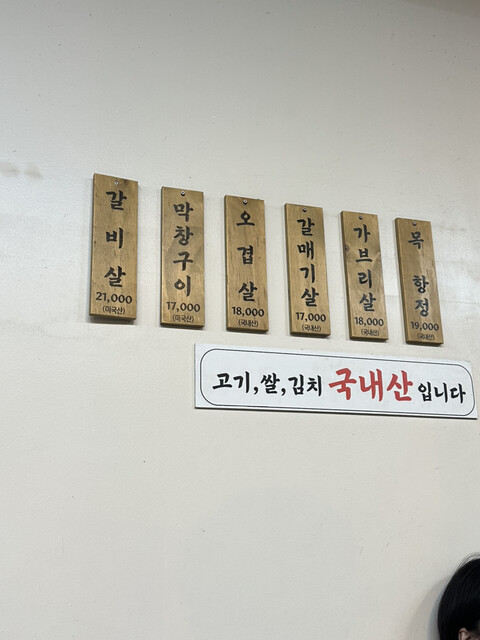 갈비살
21,000
(미국산)
막창구이
17,000
(미국산)
오겹살
18,000
(국내산)
갈매기살
17,000
(국내산)
가브리살
18,000
(국내산)
목항정
19,000
(국내산)
고기,쌀,김치 국내산 입니다